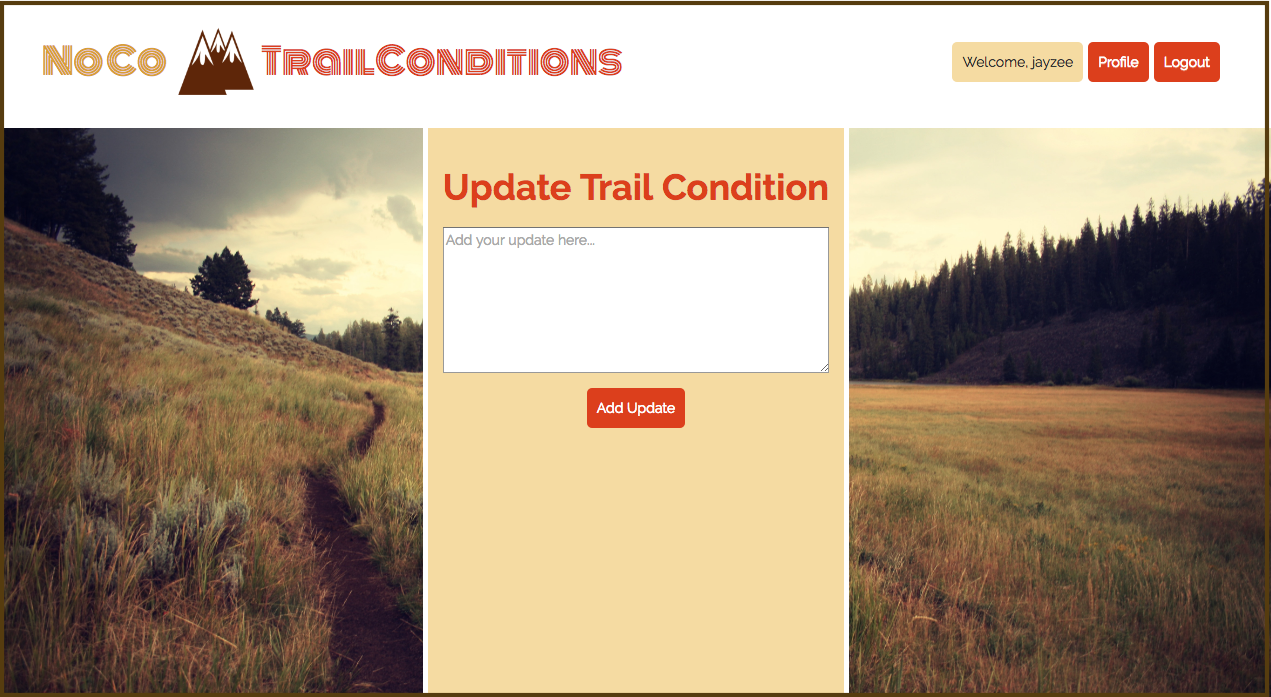 NoCo TrailConditions
Welcome, jayzee
Profile
Logout
Update Trail Condition
Add your update here...
Add Update